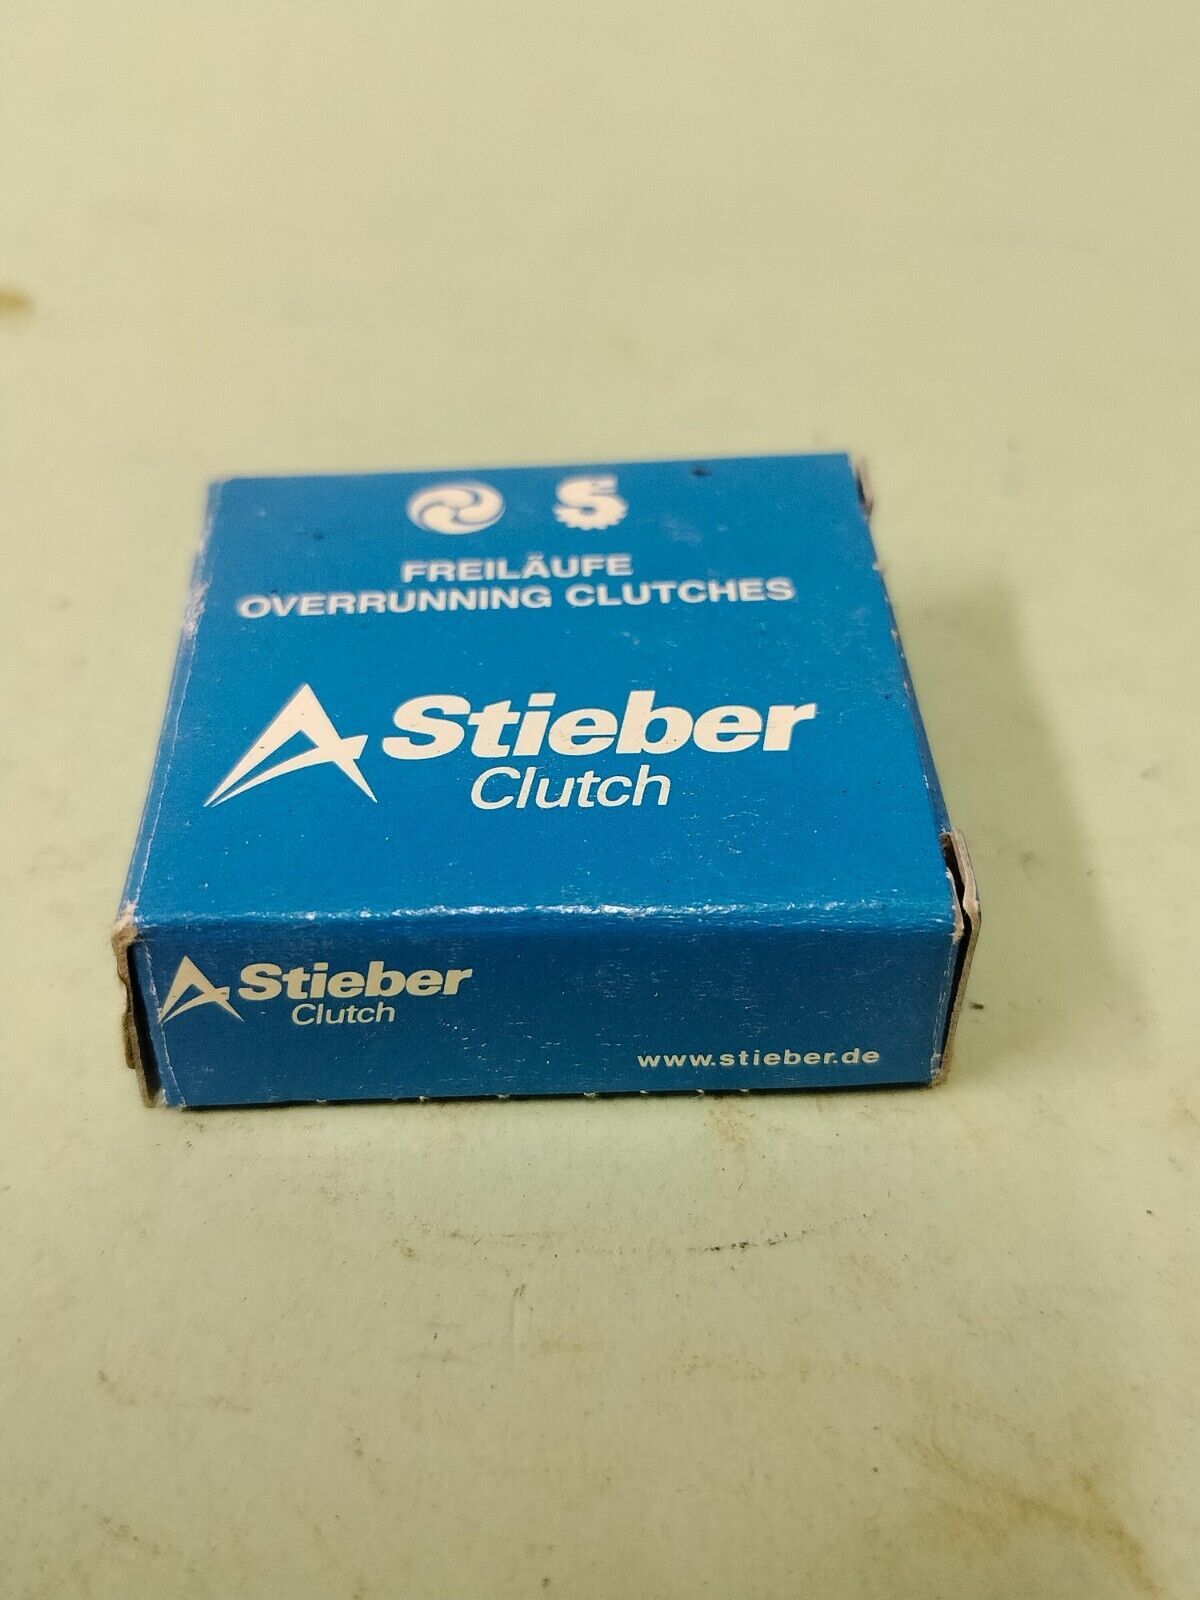 FREILÄUFE
OVERRUNNING CLUTCHES
Stieber
Clutch
Stieber
Clutch
www.stieber.de